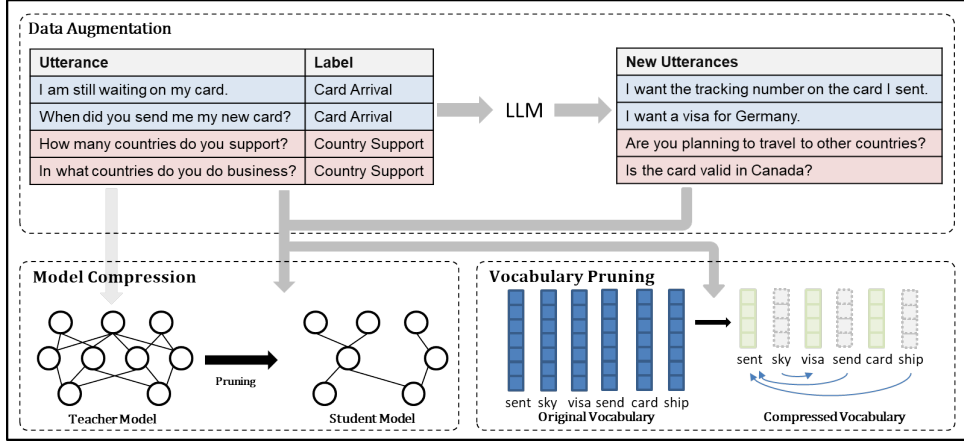 Data Augmentation
Utterance Label
I am still waiting on my card. Card Arrival
When did you send me my new card? Card Arrival
How many countries do you support? Country Support
In what countries do you do business? Country Support
LLM
New Utterances
I want the tracking number on the card I sent.
I want a visa for Germany.
Are you planning to travel to other countries?
Is the card valid in Canada?
Model Compression
Pruning
Teacher Model
Student Model
Vocabulary Pruning
sent sky visa send card ship
Original Vocabulary
sent sky visa send card ship
Compressed Vocabulary